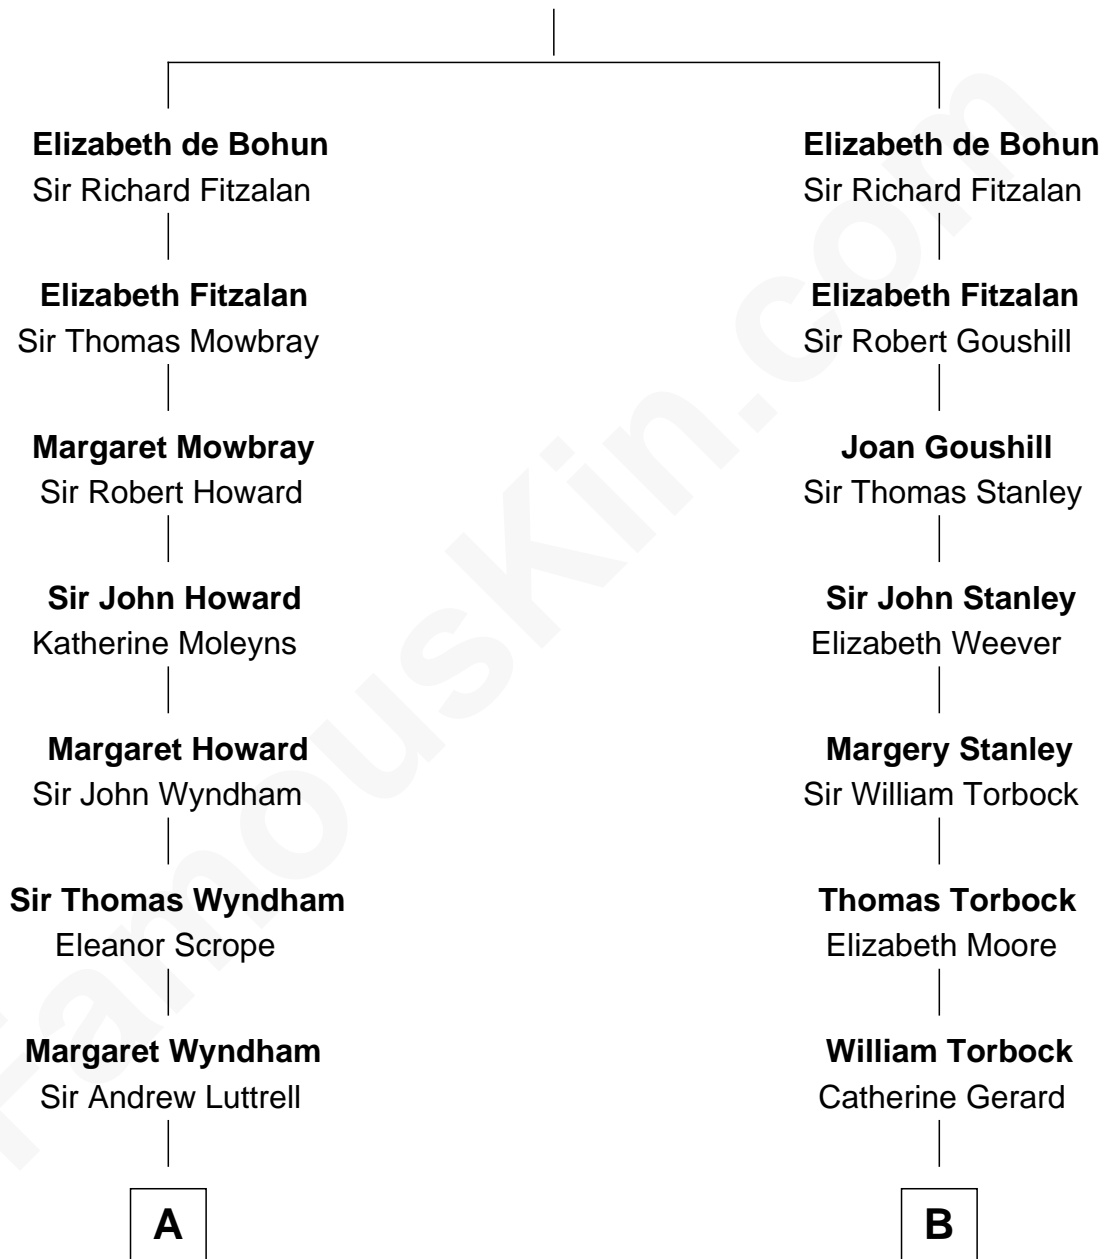 Elizabeth de Bohun
Sir Richard Fitzalan
Elizabeth Fitzalan
Sir Thomas Mowbray
Margaret Mowbray
Sir Robert Howard
Sir John Howard
Katherine Moleyns
Margaret Howard
Sir John Wyndham
Sir Thomas Wyndham
Eleanor Scrope
Margaret Wyndham
Sir Andrew Luttrell
A
Elizabeth de Bohun
Sir Richard Fitzalan
Elizabeth Fitzalan
Sir Robert Goushill
Joan Goushill
Sir Thomas Stanley
Sir John Stanley
Elizabeth Weever
Margery Stanley
Sir William Torbock
Thomas Torbock
Elizabeth Moore
William Torbock
Catherine Gerard
B
FamousKin.com